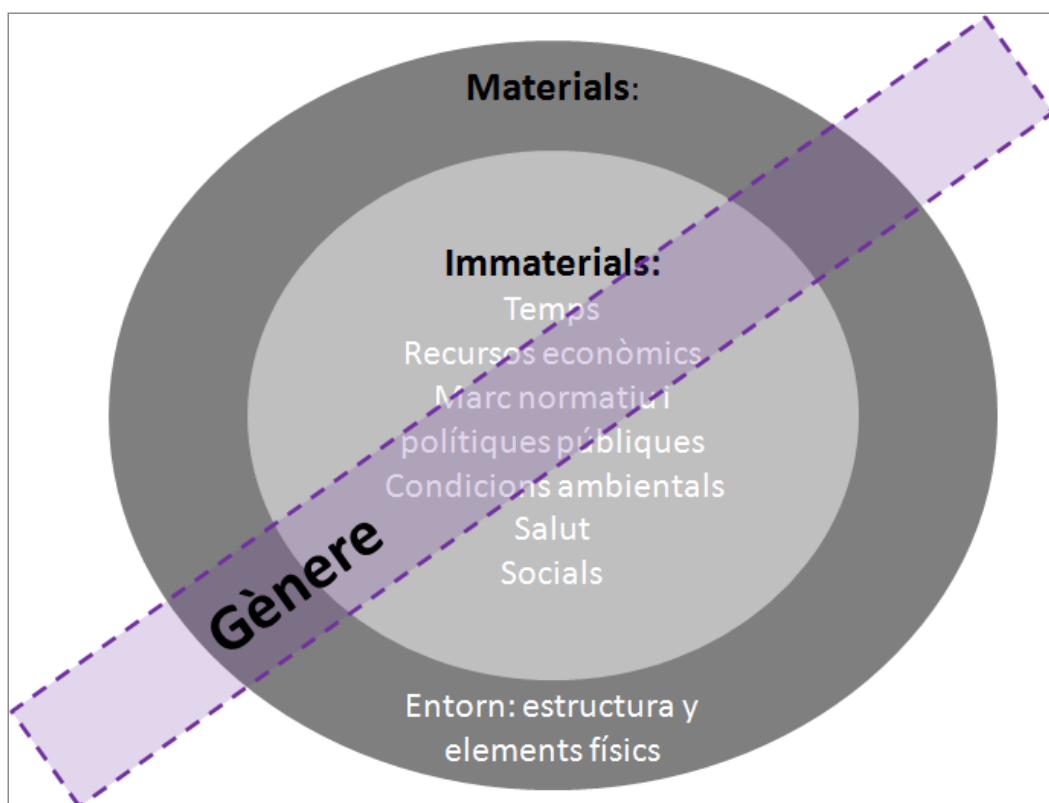 Materials:
Immaterials:
Temps
Recursos econòmics
Marc normatiu i
polítiques públiques
Condicions ambientals
Salut
Socials
Gènere
Entorn: estructura y
elements físics